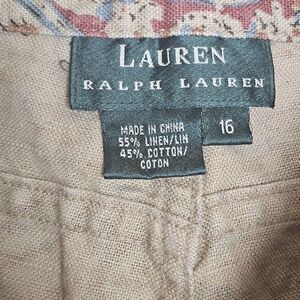 LAUREN
RALPH LAUREN
MADE IN CHINA
55% LINEN/LIN
45% COTTON/
COTON
16